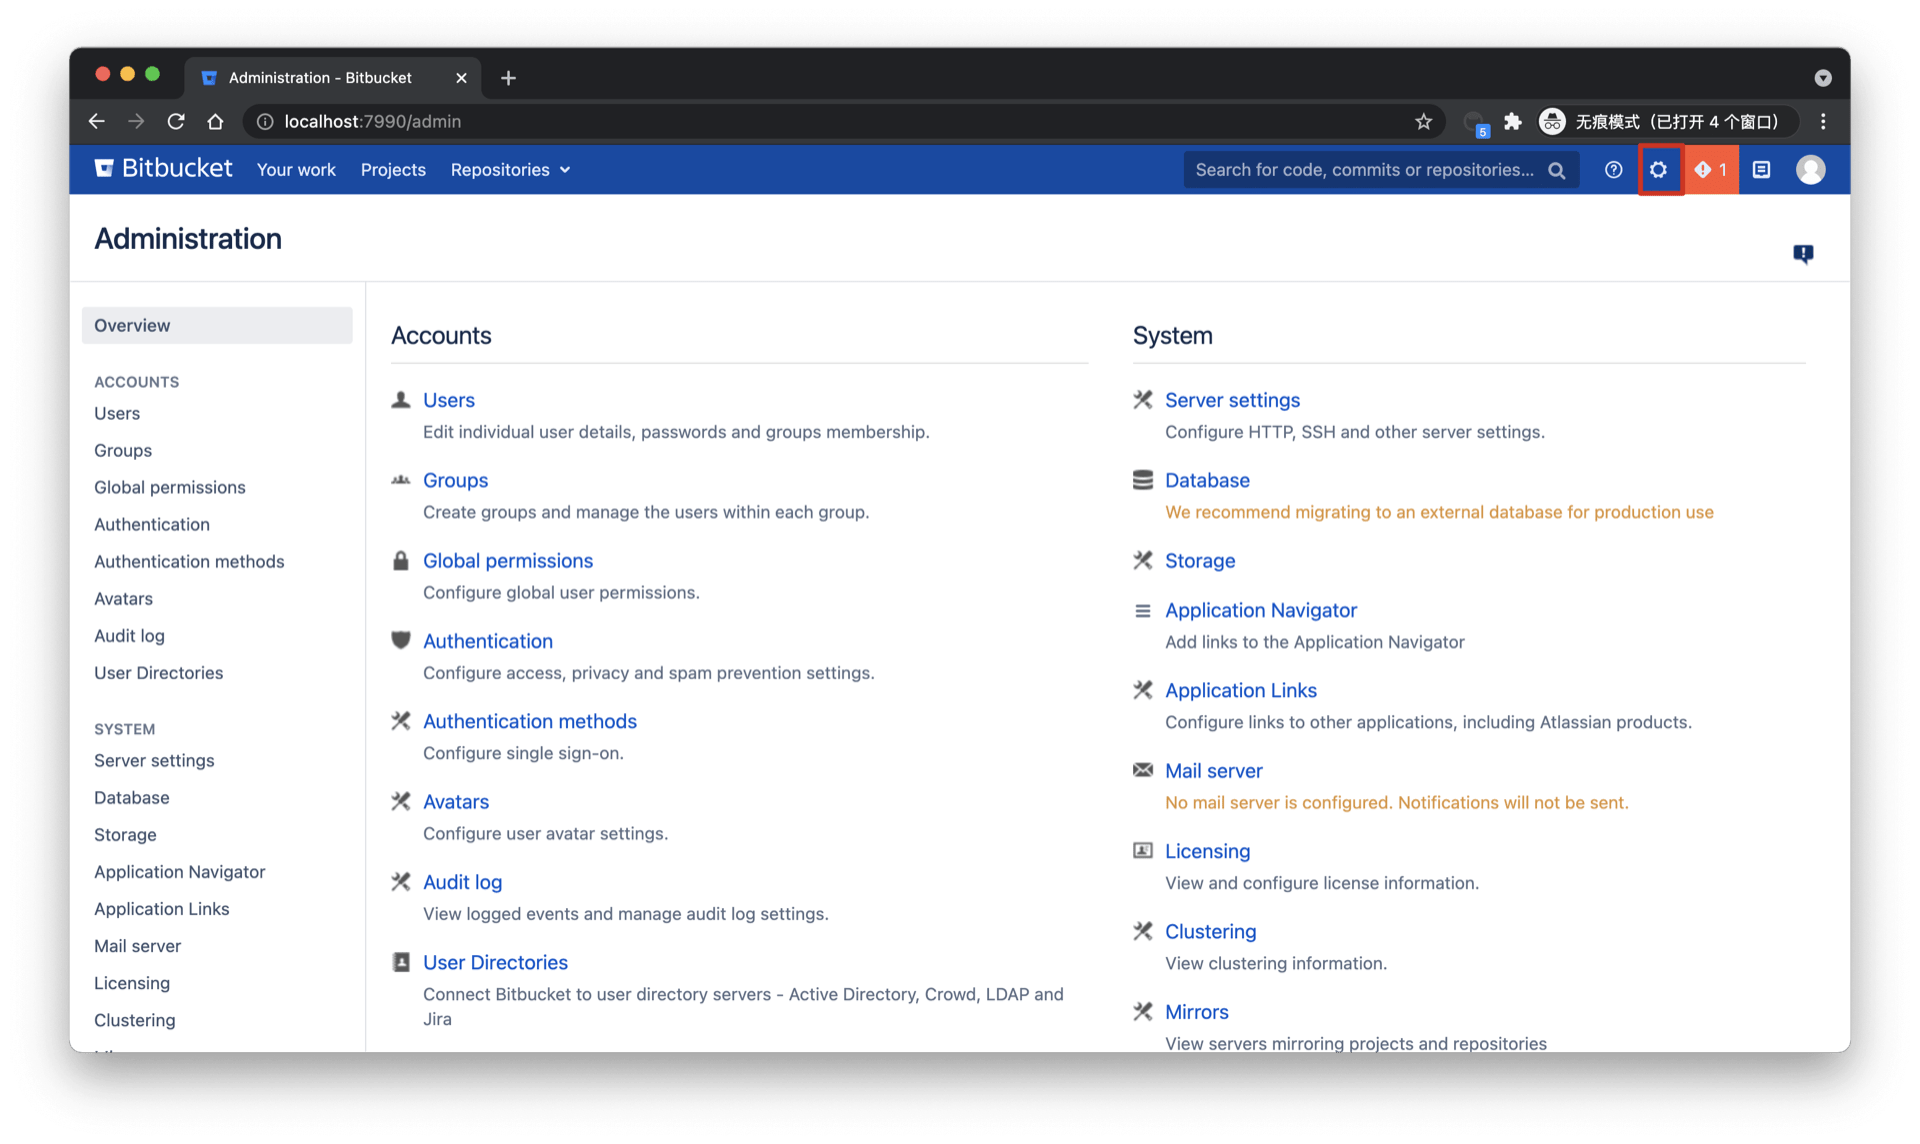 Administration - Bitbucket
localhost:7990/admin
5
无痕模式（已打开 4 个窗口）
Bitbucket
Your work
Projects
Repositories
Search for code, commits or repositories...
1
Administration
Overview
ACCOUNTS
Users
Groups
Global permissions
Authentication
Authentication methods
Avatars
Audit log
User Directories
SYSTEM
Server settings
Database
Storage
Application Navigator
Application Links
Mail server
Licensing
Clustering
Accounts
Users
Edit individual user details, passwords and groups membership.
Groups
Create groups and manage the users within each group.
Global permissions
Configure global user permissions.
Authentication
Configure access, privacy and spam prevention settings.
Authentication methods
Configure single sign-on.
Avatars
Configure user avatar settings.
Audit log
View logged events and manage audit log settings.
User Directories
Connect Bitbucket to user directory servers - Active Directory, Crowd, LDAP and
Jira
System
Server settings
Configure HTTP, SSH and other server settings.
Database
We recommend migrating to an external database for production use
Storage
Application Navigator
Add links to the Application Navigator
Application Links
Configure links to other applications, including Atlassian products.
Mail server
No mail server is configured. Notifications will not be sent.
Licensing
View and configure license information.
Clustering
View clustering information.
Mirrors
View servers mirroring projects and repositories